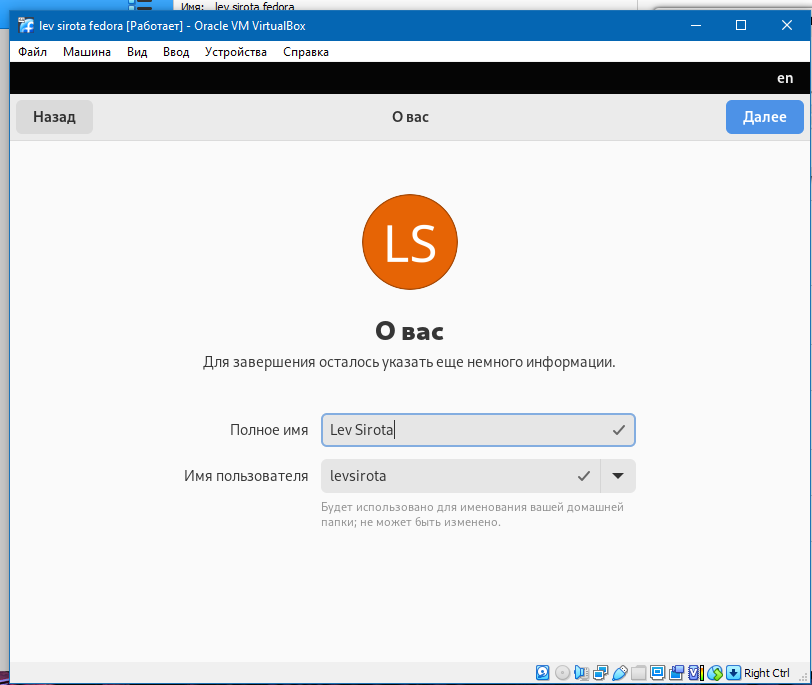 Имя: lev sirota fedora
lev sirota fedora [Работает] - Oracle VM VirtualBox
Файл Машина Вид Ввод Устройства Справка
en
Назад О вас Далее
LS
О вас
Для завершения осталось указать еще немного информации.
Полное имя Lev Sirota
Имя пользователя levsirota
Будет использовано для именования вашей домашней
папки; не может быть изменено.
Right Ctrl